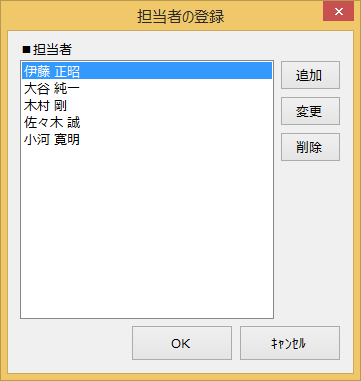 担当者の登録
■担当者
伊藤 正昭
大谷 純一
木村 剛
佐々木 誠
小河 寛明
追加
変更
削除
OK
ｷｬﾝｾﾙ